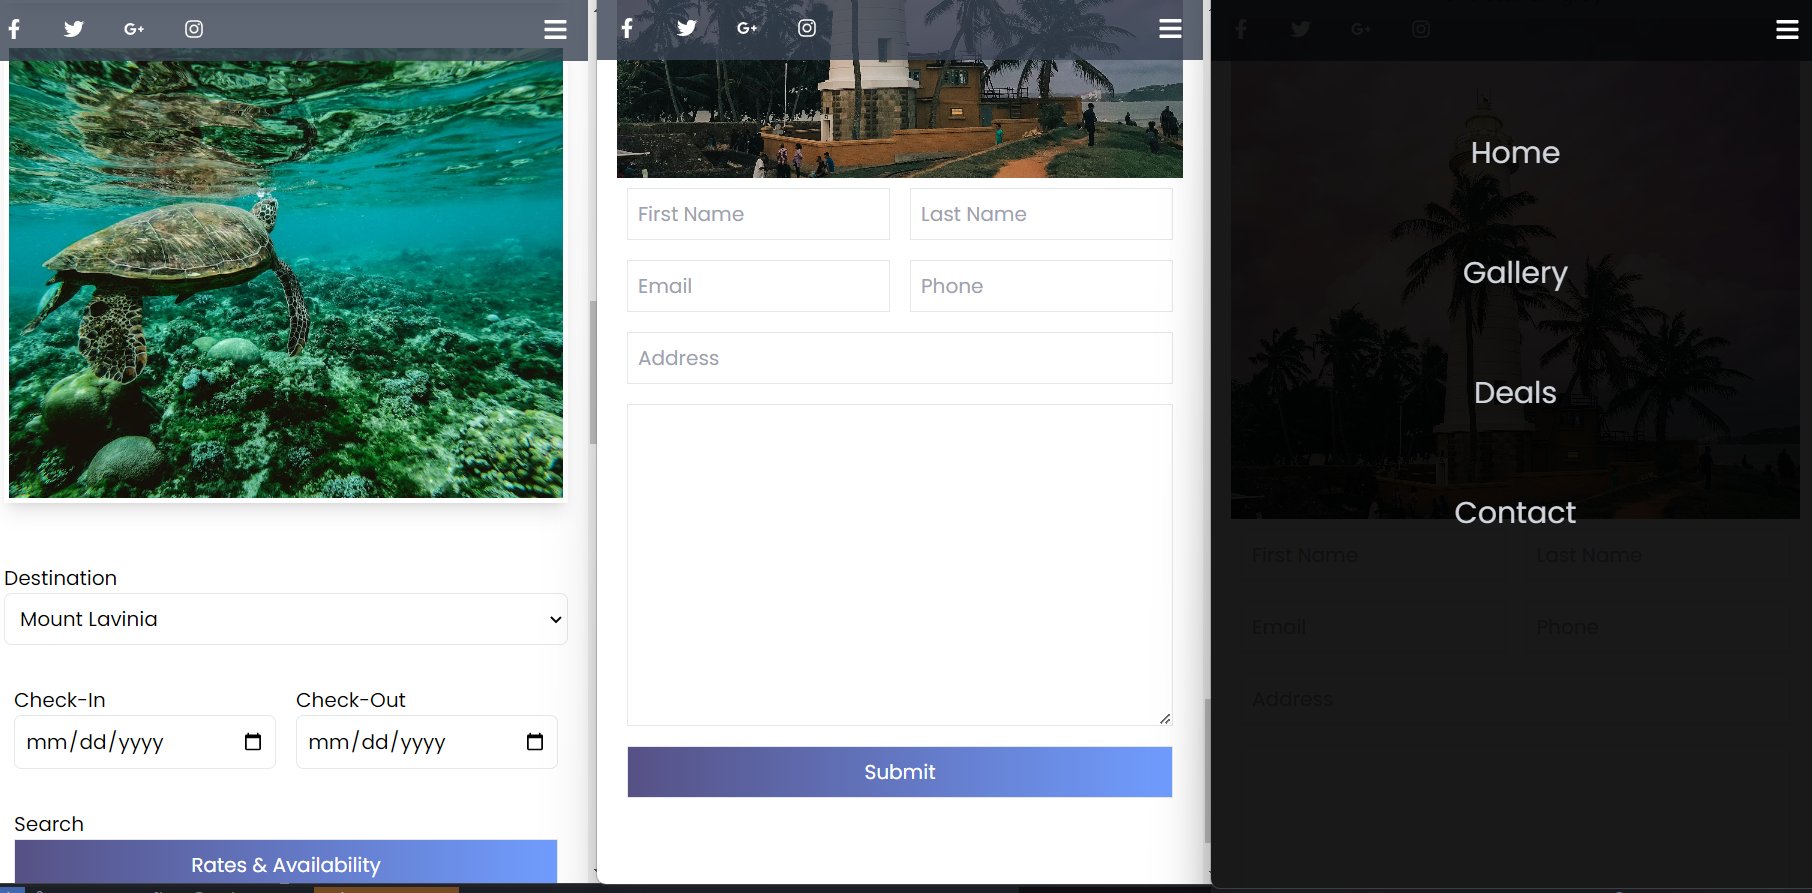 Destination
Mount Lavinia
Check-In
Check-Out
mm/dd/yyyy
mm/dd/yyyy
Search
Rates & Availability
First Name
Last Name
Email
Phone
Address
Submit
Home
Gallery
Deals
Contact
First Name
Last Name
Email
Phone
Address